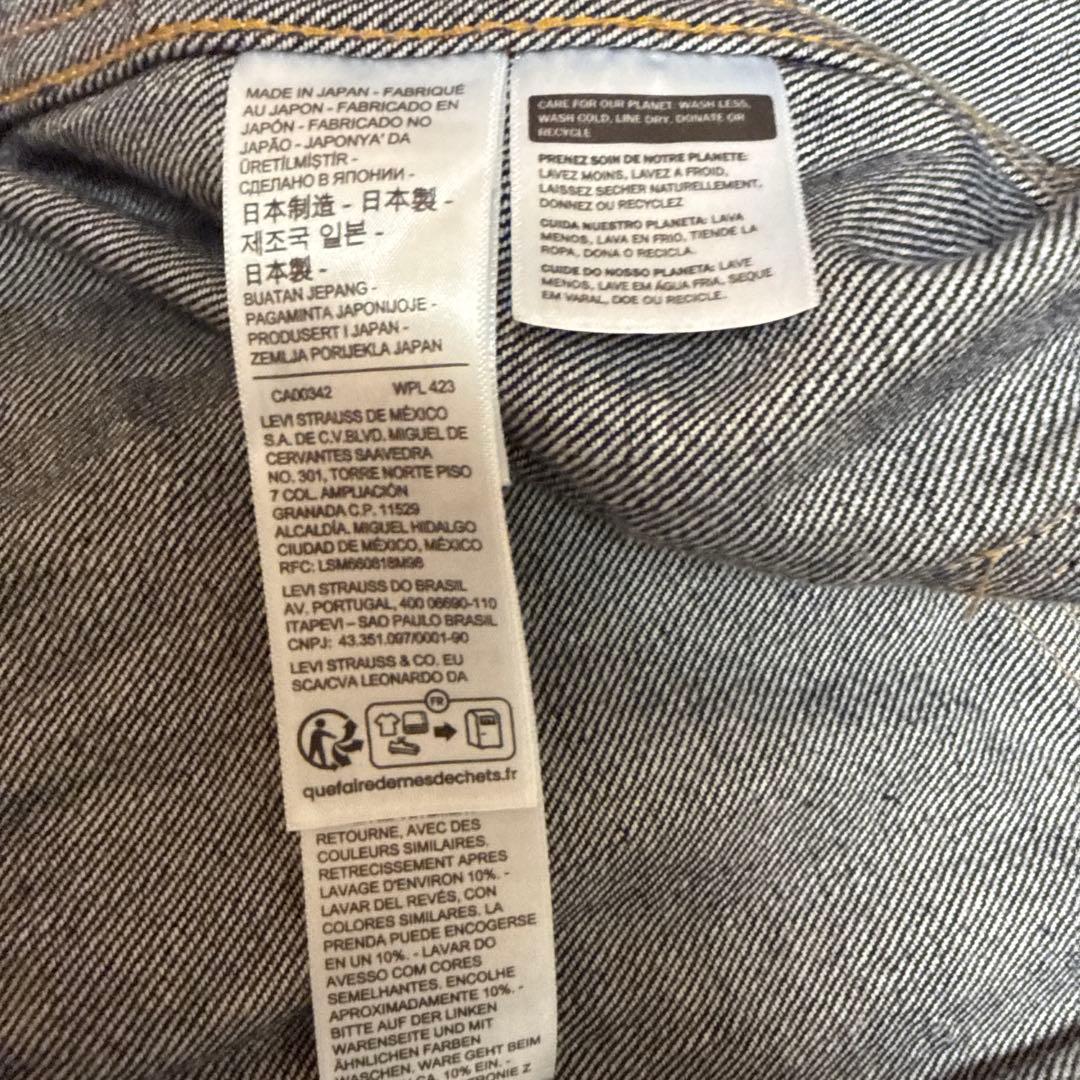 MADE IN JAPAN - FABRIQUÉ
AU JAPON - FABRICADO EN
JAPÓN - FABRICADO NO
JAPÃO - JAPONYA' DA
ÜRETİLMİŞTİR -
СДЕЛАНО В ЯПОНИИ -
日本制造 - 日本製 -
제조국 일본 -
日本製 -
BUATAN JEPANG -
PAGAMINTA JAPONIJOJE -
PRODUSERT I JAPAN -
ZEMLJA PORIJEKLA JAPAN
CA00342 WPL 423
LEVI STRAUSS DE MÉXICO
S.A. DE C.V.BLVD. MIGUEL DE
CERVANTES SAAVEDRA
NO. 301, TORRE NORTE PISO
7 COL. AMPLIACIÓN
GRANADA C.P. 11529
ALCALDÍA. MIGUEL HIDALGO
CIUDAD DE MÉXICO, MÉXICO
RFC: LSM660818M98
LEVI STRAUSS DO BRASIL
AV. PORTUGAL, 400 06690-110
ITAPEVI – SAO PAULO BRASIL
CNPJ: 43.351.097/0001-90
LEVI STRAUSS & CO. EU
SCA/CVA LEONARDO DA
FR
quefairedemesdechets.fr
RETOURNE, AVEC DES
COULEURS SIMILAIRES.
RETRECISSEMENT APRES
LAVAGE D'ENVIRON 10%. -
LAVAR DEL REVÉS, CON
COLORES SIMILARES. LA
PRENDA PUEDE ENCOGERSE
EN UN 10%. - LAVAR DO
AVESSO COM CORES
SEMELHANTES. ENCOLHE
APROXIMADAMENTE 10%. -
BITTE AUF DER LINKEN
WARENSEITE UND MIT
ÄHNLICHEN FARBEN
WASCHEN. WARE GEHT BEIM
CA. 10% EIN. -
Z
CARE FOR OUR PLANET: WASH LESS,
WASH COLD, LINE DRY, DONATE OR
RECYCLE
PRENEZ SOIN DE NOTRE PLANETE:
LAVEZ MOINS, LAVEZ A FROID,
LAISSEZ SECHER NATURELLEMENT,
DONNEZ OU RECYCLEZ
CUIDA NUESTRO PLANETA: LAVA
MENOS, LAVA EN FRIO, TIENDE LA
ROPA, DONA O RECICLA.
CUIDE DO NOSSO PLANETA: LAVE
MENOS, LAVE EM ÁGUA FRIA, SEQUE
EM VARAL, DOE OU RECICLE.